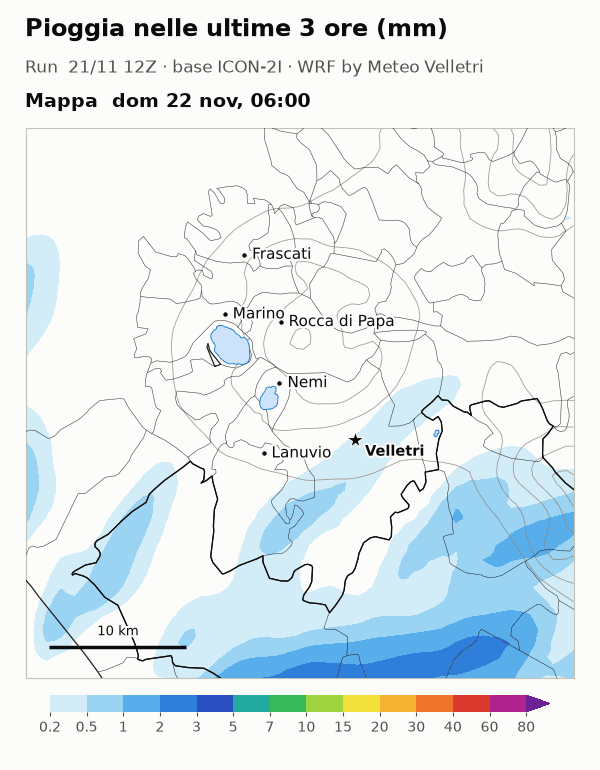 Pioggia nelle ultime 3 ore (mm)
Run  21/11 12Z · base ICON-2I · WRF by Meteo Velletri
Mappa  dom 22 nov, 06:00
Frascati
Marino
Rocca di Papa
Nemi
Velletri
Lanuvio
10 km
0.2 0.5 1 2 3 5 7 10 15 20 30 40 60 80